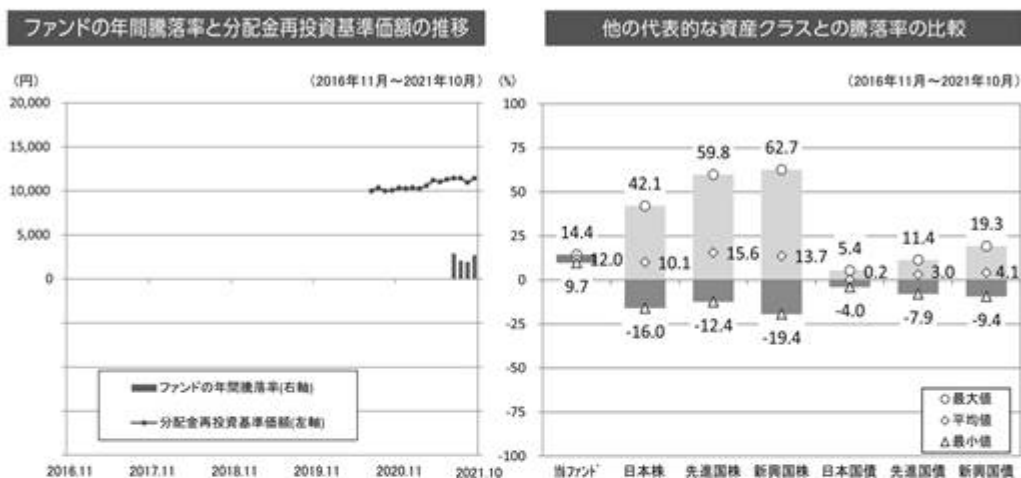 ファンドの年間騰落率と分配金再投資基準価額の推移
(円)
(2016年11月～2021年10月)
20,000
15,000
10,000
5,000
0
ファンドの年間騰落率(右軸)
分配金再投資基準価額(左軸)
2016.11
2017.11
2018.11
2019.11
2020.11
2021.10
他の代表的な資産クラスとの騰落率の比較
(%)
(2016年11月～2021年10月)
100
75
50
25
0
-25
-50
-75
-100
14.4
12.0
9.7
42.1
10.1
-16.0
59.8
15.6
-12.4
62.7
13.7
-19.4
5.4
0.2
-4.0
11.4
3.0
-7.9
19.3
4.1
-9.4
最大値
平均値
最小値
当ファンド
日本株
先進国株
新興国株
日本国債
先進国債
新興国債